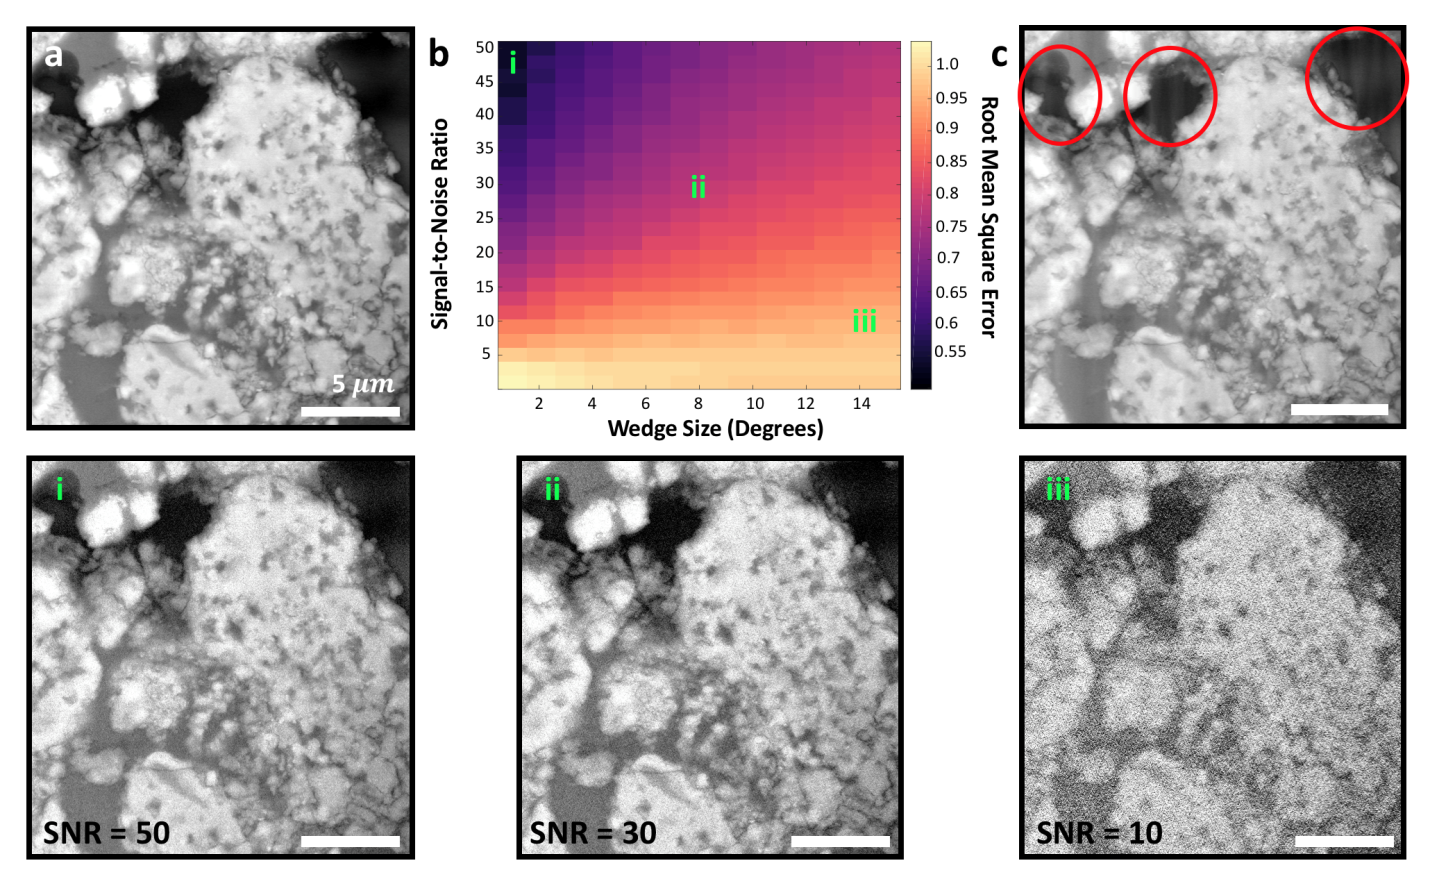 a
5 μm
b
Signal-to-Noise Ratio
50
45
40
35
30
25
20
15
10
5
i
ii
iii
2 4 6 8 10 12 14
Wedge Size (Degrees)
1.0
0.95
0.9
0.85
0.8
0.75
0.7
0.65
0.6
0.55
Root Mean Square Error
c
i
SNR = 50
ii
SNR = 30
iii
SNR = 10